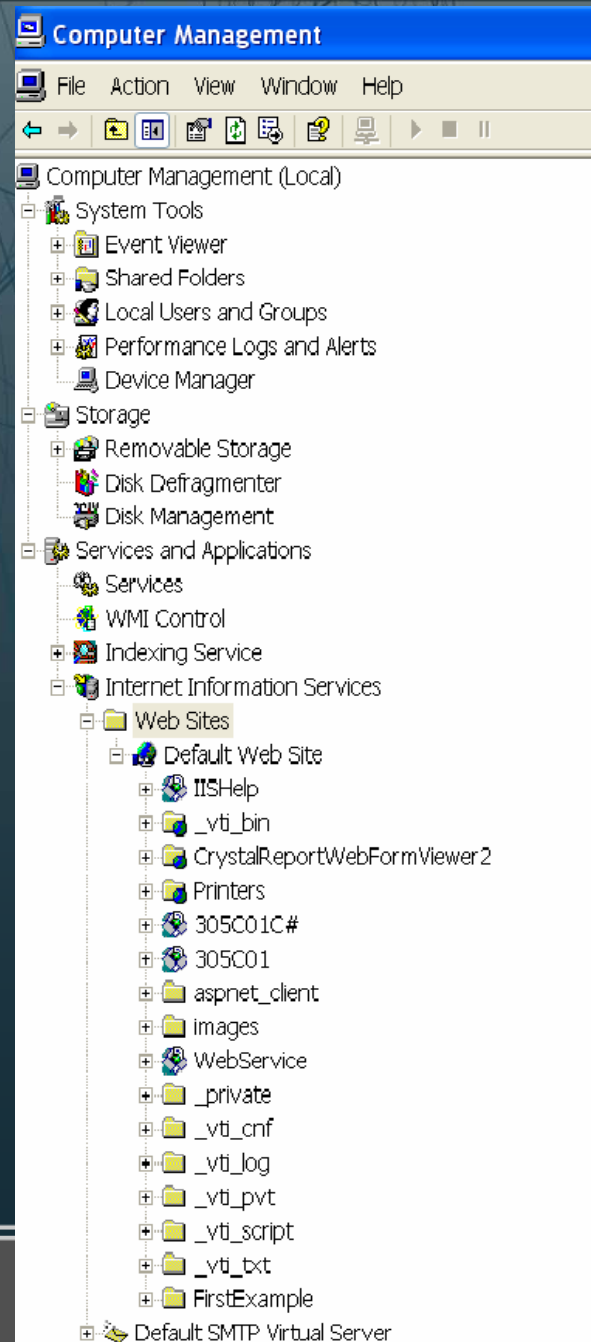 Computer Management
File Action View Window Help
Computer Management (Local)
System Tools
Event Viewer
Shared Folders
Local Users and Groups
Performance Logs and Alerts
Device Manager
Storage
Removable Storage
Disk Defragmenter
Disk Management
Services and Applications
Services
WMI Control
Indexing Service
Internet Information Services
Web Sites
Default Web Site
IISHelp
_vti_bin
CrystalReportWebFormViewer2
Printers
305C01C#
305C01
aspnet_client
images
WebService
_private
_vti_cnf
_vti_log
_vti_pvt
_vti_script
_vti_txt
FirstExample
Default SMTP Virtual Server